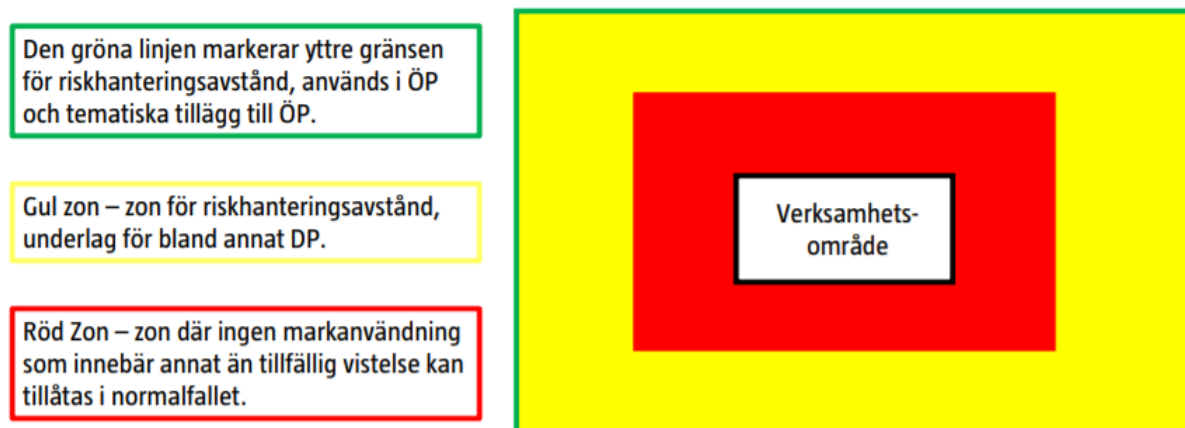 Den gröna linjen markerar yttre gränsen
för riskhanteringsavstånd, används i ÖP
och tematiska tillägg till ÖP.
Gul zon – zon för riskhanteringsavstånd,
underlag för bland annat DP.
Röd Zon – zon där ingen markanvändning
som innebär annat än tillfällig vistelse kan
tillåtas i normalfallet.
Verksamhets-
område